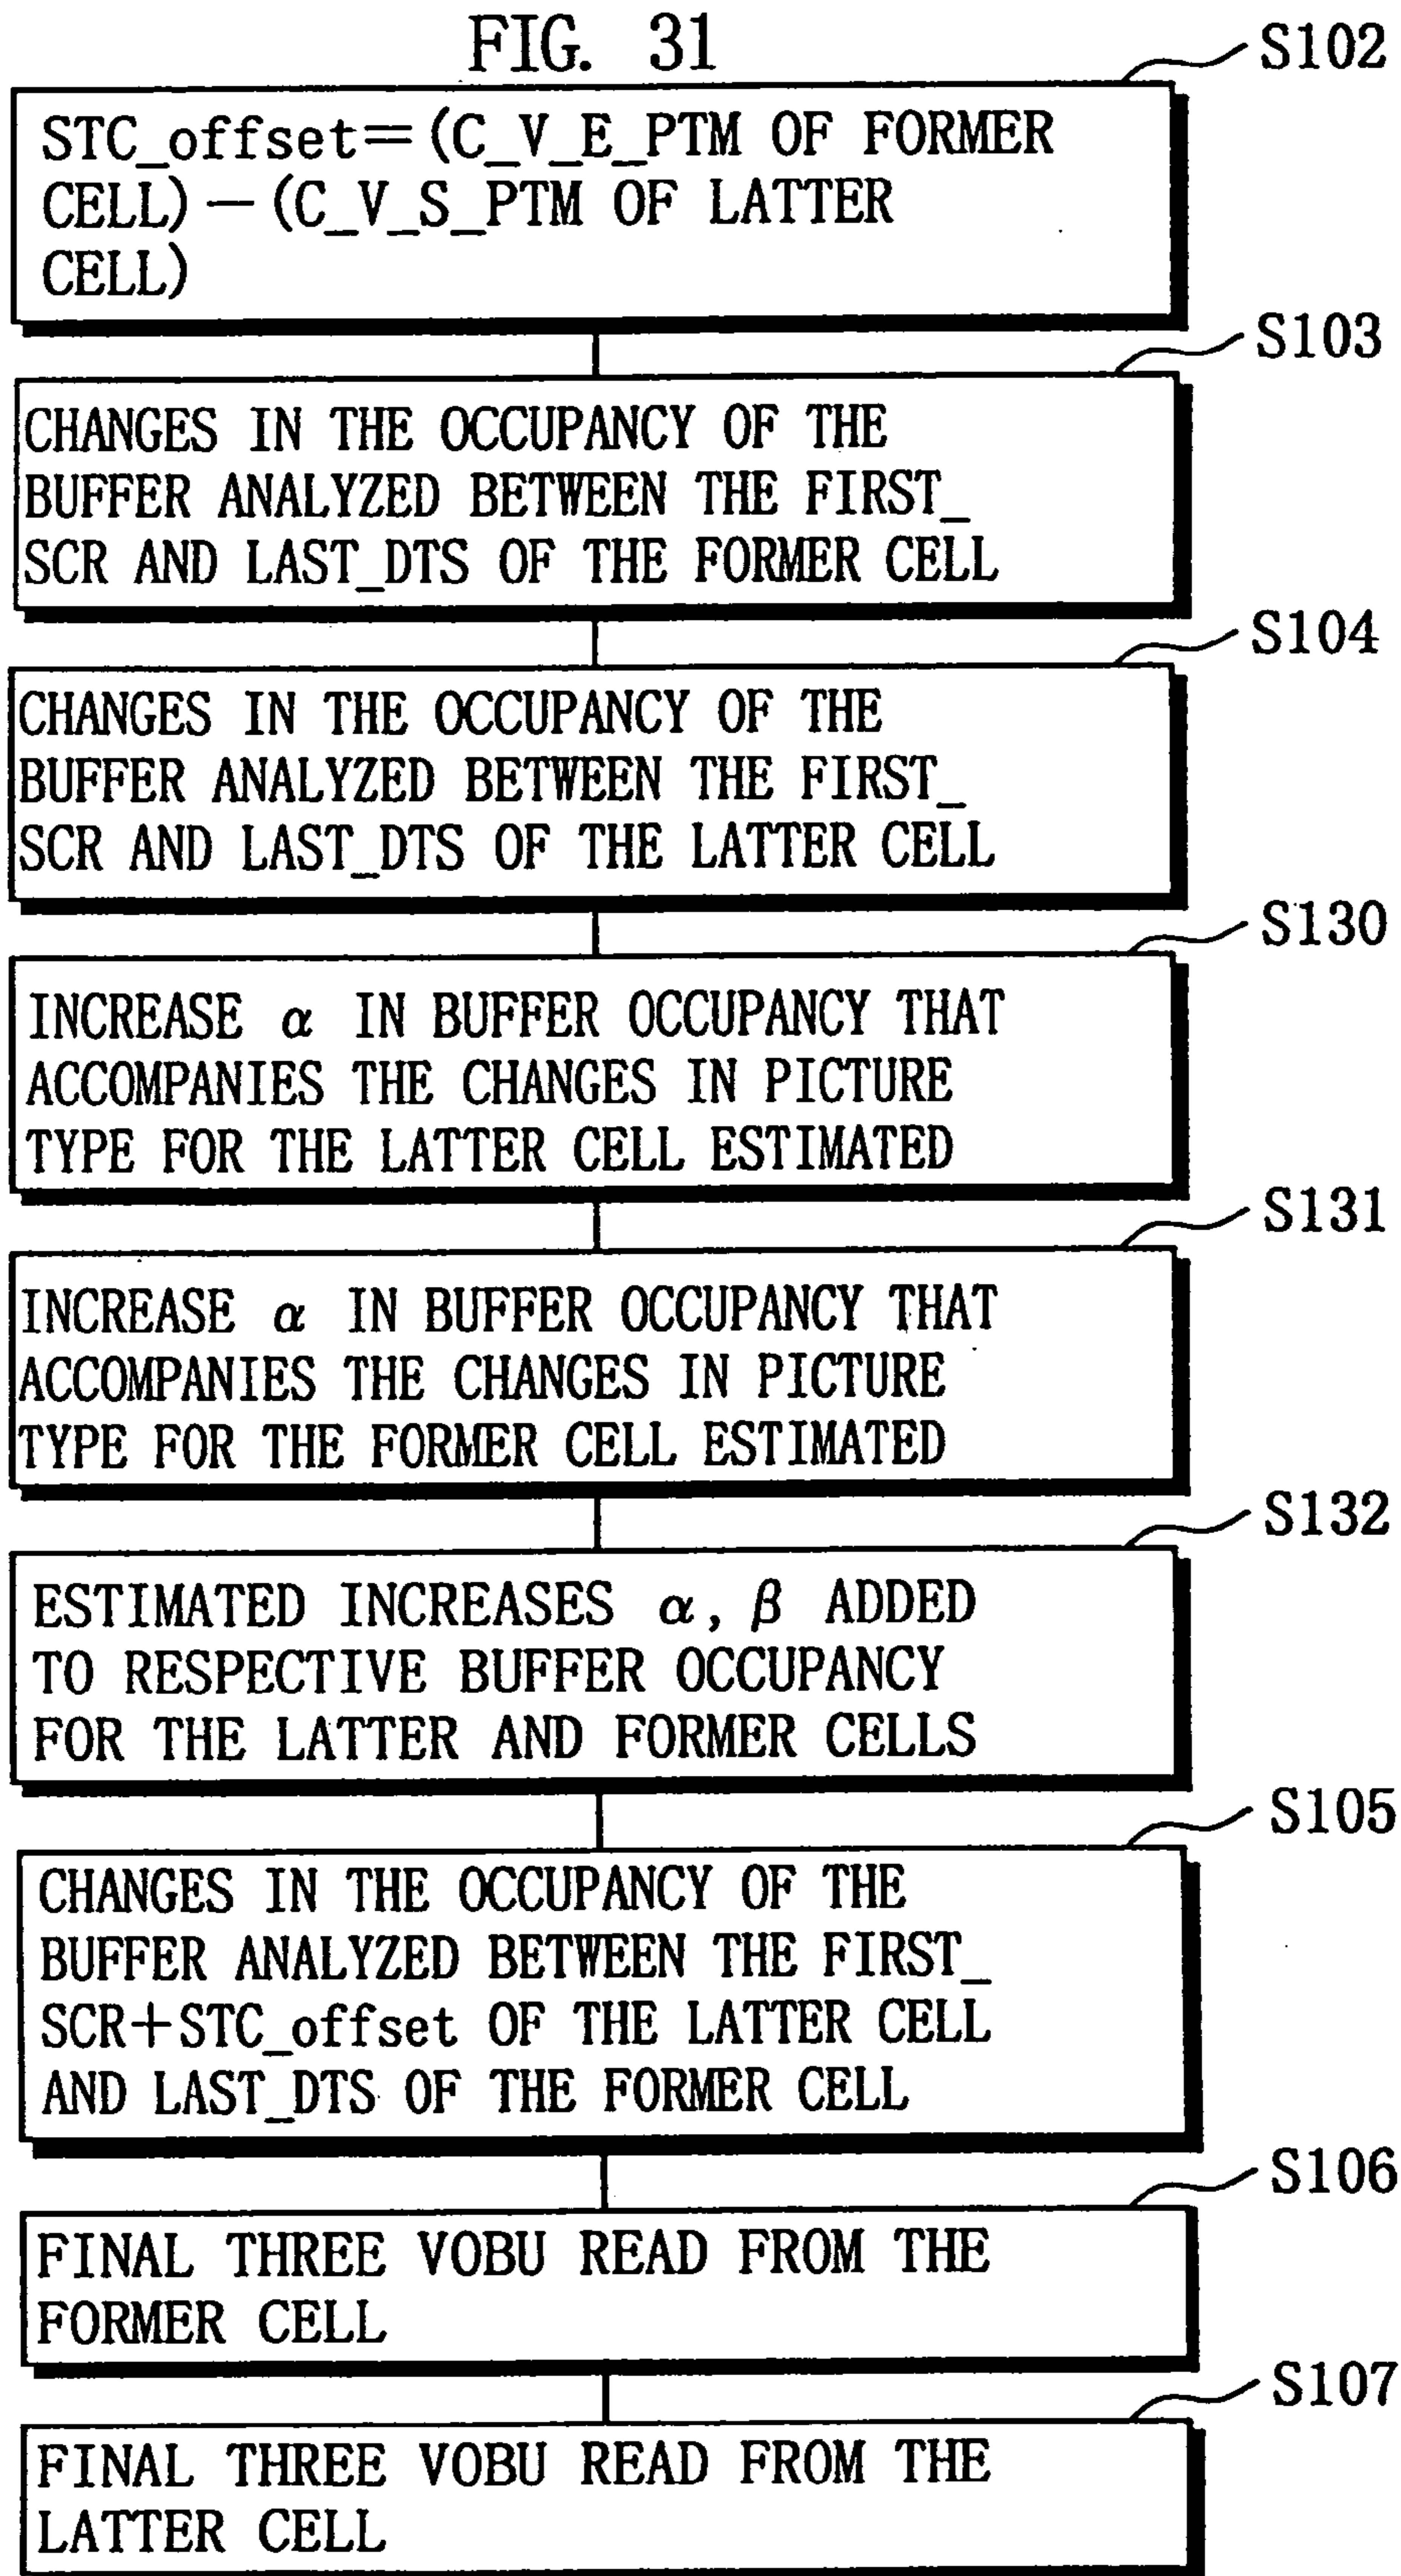 FIG. 31
S102
STC_offset=(C_V_E_PTM OF FORMER
CELL)-(C_V_S_PTM OF LATTER
CELL)
S103
CHANGES IN THE OCCUPANCY OF THE
BUFFER ANALYZED BETWEEN THE FIRST_
SCR AND LAST_DTS OF THE FORMER CELL
S104
CHANGES IN THE OCCUPANCY OF THE
BUFFER ANALYZED BETWEEN THE FIRST_
SCR AND LAST_DTS OF THE LATTER CELL
S130
INCREASE α IN BUFFER OCCUPANCY THAT
ACCOMPANIES THE CHANGES IN PICTURE
TYPE FOR THE LATTER CELL ESTIMATED
S131
INCREASE α IN BUFFER OCCUPANCY THAT
ACCOMPANIES THE CHANGES IN PICTURE
TYPE FOR THE FORMER CELL ESTIMATED
S132
ESTIMATED INCREASES α, β ADDED
TO RESPECTIVE BUFFER OCCUPANCY
FOR THE LATTER AND FORMER CELLS
S105
CHANGES IN THE OCCUPANCY OF THE
BUFFER ANALYZED BETWEEN THE FIRST_
SCR+STC_offset OF THE LATTER CELL
AND LAST_DTS OF THE FORMER CELL
S106
FINAL THREE VOBU READ FROM THE
FORMER CELL
S107
FINAL THREE VOBU READ FROM THE
LATTER CELL